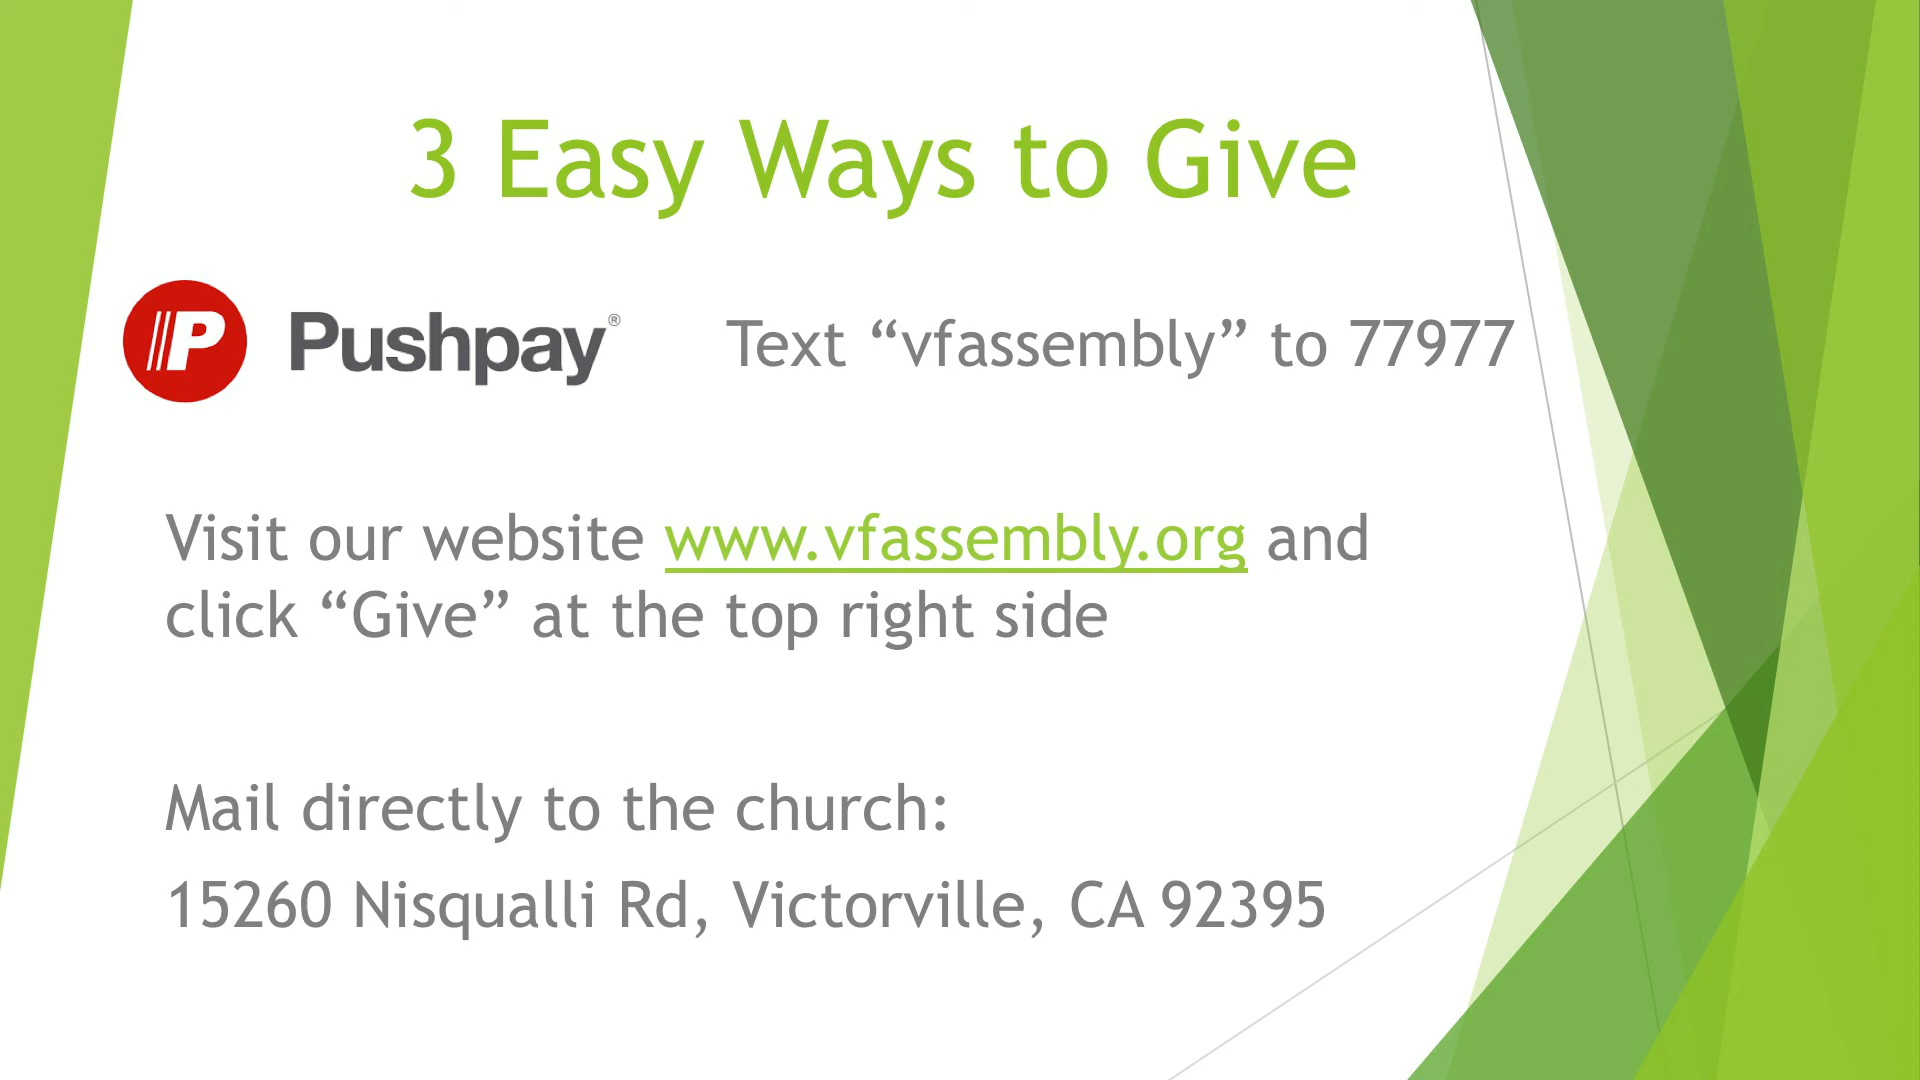 3 Easy Ways to Give
Pushpay® Text “vfassembly” to 77977
Visit our website www.vfassembly.org and
click “Give” at the top right side
Mail directly to the church:
15260 Nisqualli Rd, Victorville, CA 92395